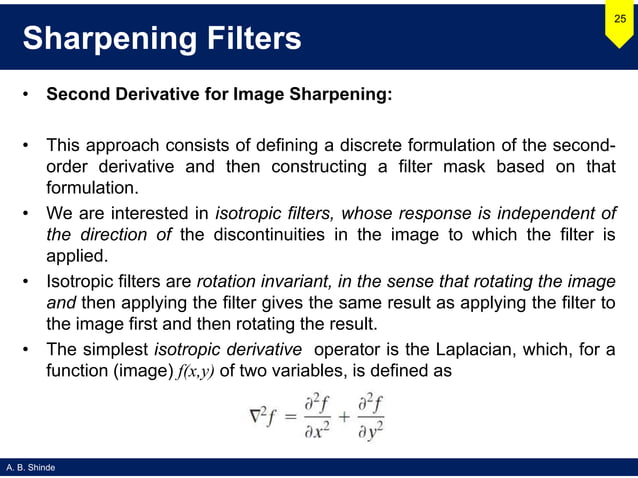 25
Sharpening Filters
• Second Derivative for Image Sharpening:
• This approach consists of defining a discrete formulation of the second-
order derivative and then constructing a filter mask based on that
formulation.
• We are interested in isotropic filters, whose response is independent of
the direction of the discontinuities in the image to which the filter is
applied.
• Isotropic filters are rotation invariant, in the sense that rotating the image
and then applying the filter gives the same result as applying the filter to
the image first and then rotating the result.
• The simplest isotropic derivative operator is the Laplacian, which, for a
function (image) f(x,y) of two variables, is defined as
∇²f = ∂²f/∂x² + ∂²f/∂y²
A. B. Shinde